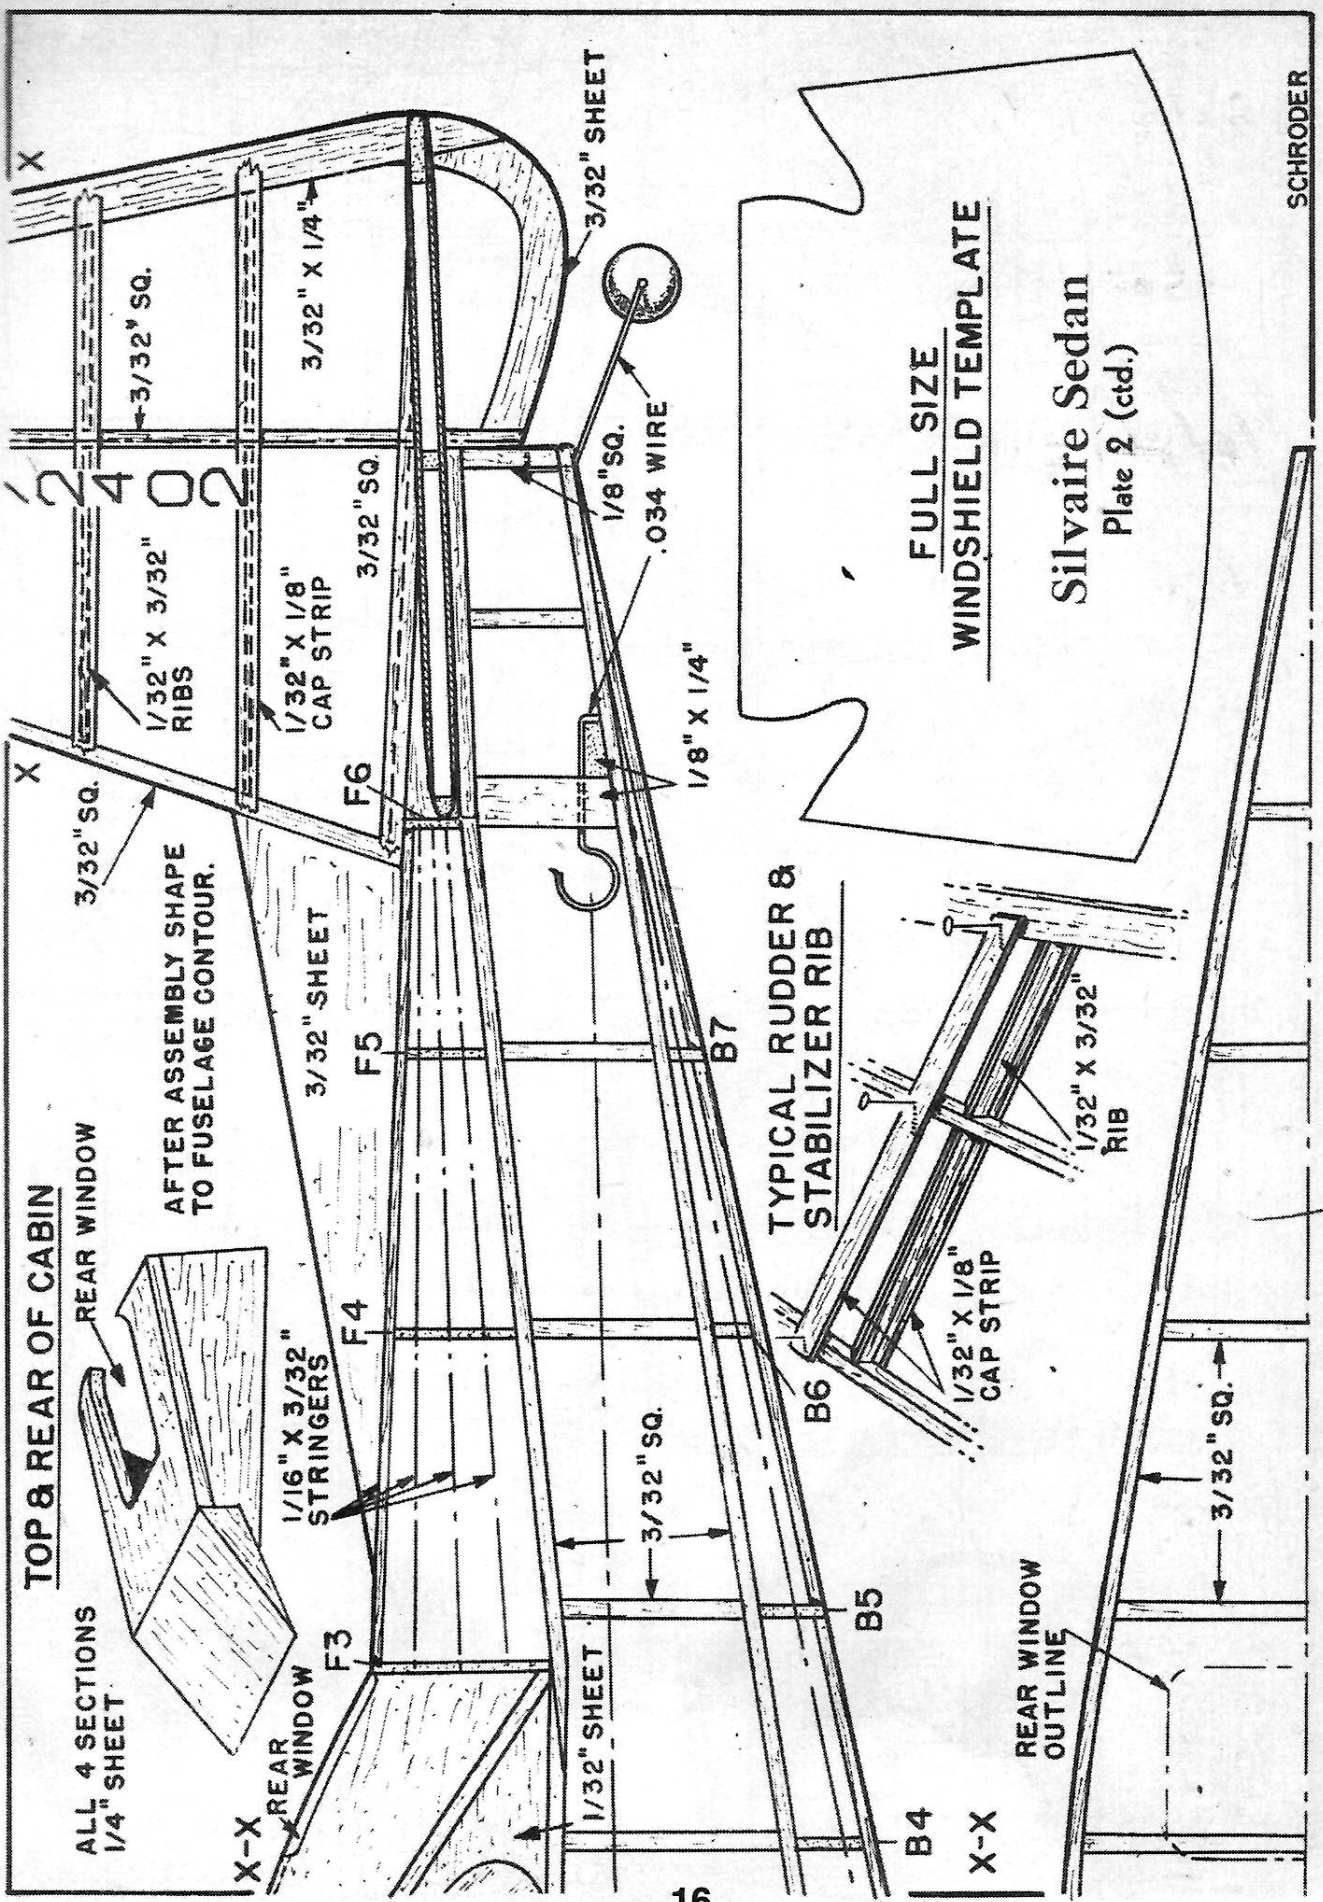 TOP & REAR OF CABIN
ALL 4 SECTIONS
1/4" SHEET
REAR WINDOW
AFTER ASSEMBLY SHAPE
TO FUSELAGE CONTOUR.
3/32" SQ.
X
X
1/32" X 3/32"
RIBS
3/32" SQ.
'2402
1/32" X 1/8"
CAP STRIP
3/32" X 1/4"
3/32" SQ.
3/32" SHEET
X-X
REAR
WINDOW
F3
1/16" X 3/32"
STRINGERS
F4
3/32" SHEET
F5
F6
1/32" SHEET
3/32" SQ.
1/8" SQ.
.034 WIRE
1/8" X 1/4"
B4
B5
B6
B7
TYPICAL RUDDER &
STABILIZER RIB
1/32" X 1/8"
CAP STRIP
1/32" X 3/32"
RIB
FULL SIZE
WINDSHIELD TEMPLATE
Silvaire Sedan
Plate 2 (ctd.)
X-X
REAR WINDOW
OUTLINE
3/32" SQ.
SCHRODER
16